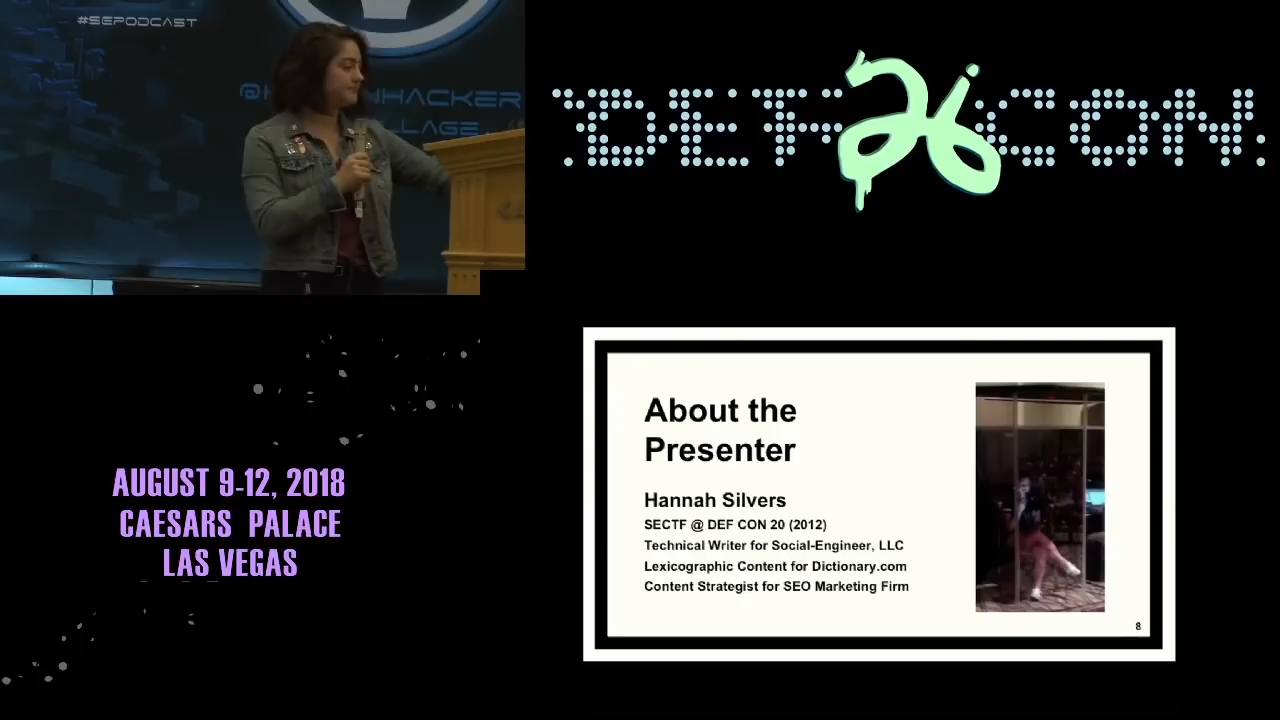 #SEPODCAST
HACKER
DEF 26 CON
AUGUST 9-12, 2018
CAESARS PALACE
LAS VEGAS
About the
Presenter
Hannah Silvers
SECTF @ DEF CON 20 (2012)
Technical Writer for Social-Engineer, LLC
Lexicographic Content for Dictionary.com
Content Strategist for SEO Marketing Firm
8